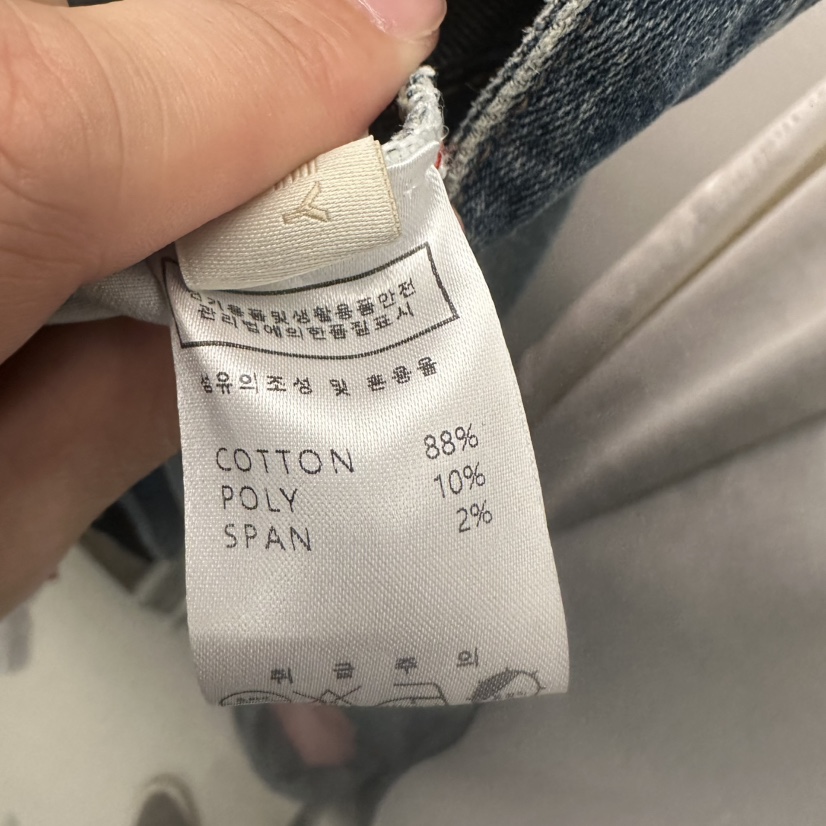 Y
전기용품및생활용품안전
관리법에의한품질표시
섬유의조성 및 혼용율
COTTON 88%
POLY 10%
SPAN 2%
취 급 주 의